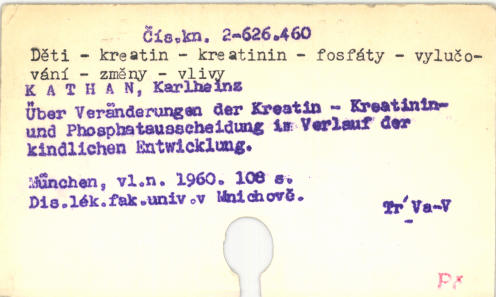 Čís.kn. 2-626.460
Děti - kreatin - kreatinin - fosfáty - vylučo-
vání - změny - vlivy
K A T H A N, Karlheinz
Über Veränderungen der Kreatin - Kreatinin-
und Phosphatausscheidung im Verlauf der
kindlichen Entwicklung.
München, vl.n. 1960. 108 s.
Dis.lék.fak.univ.v Mnichově.
Tr Va-V